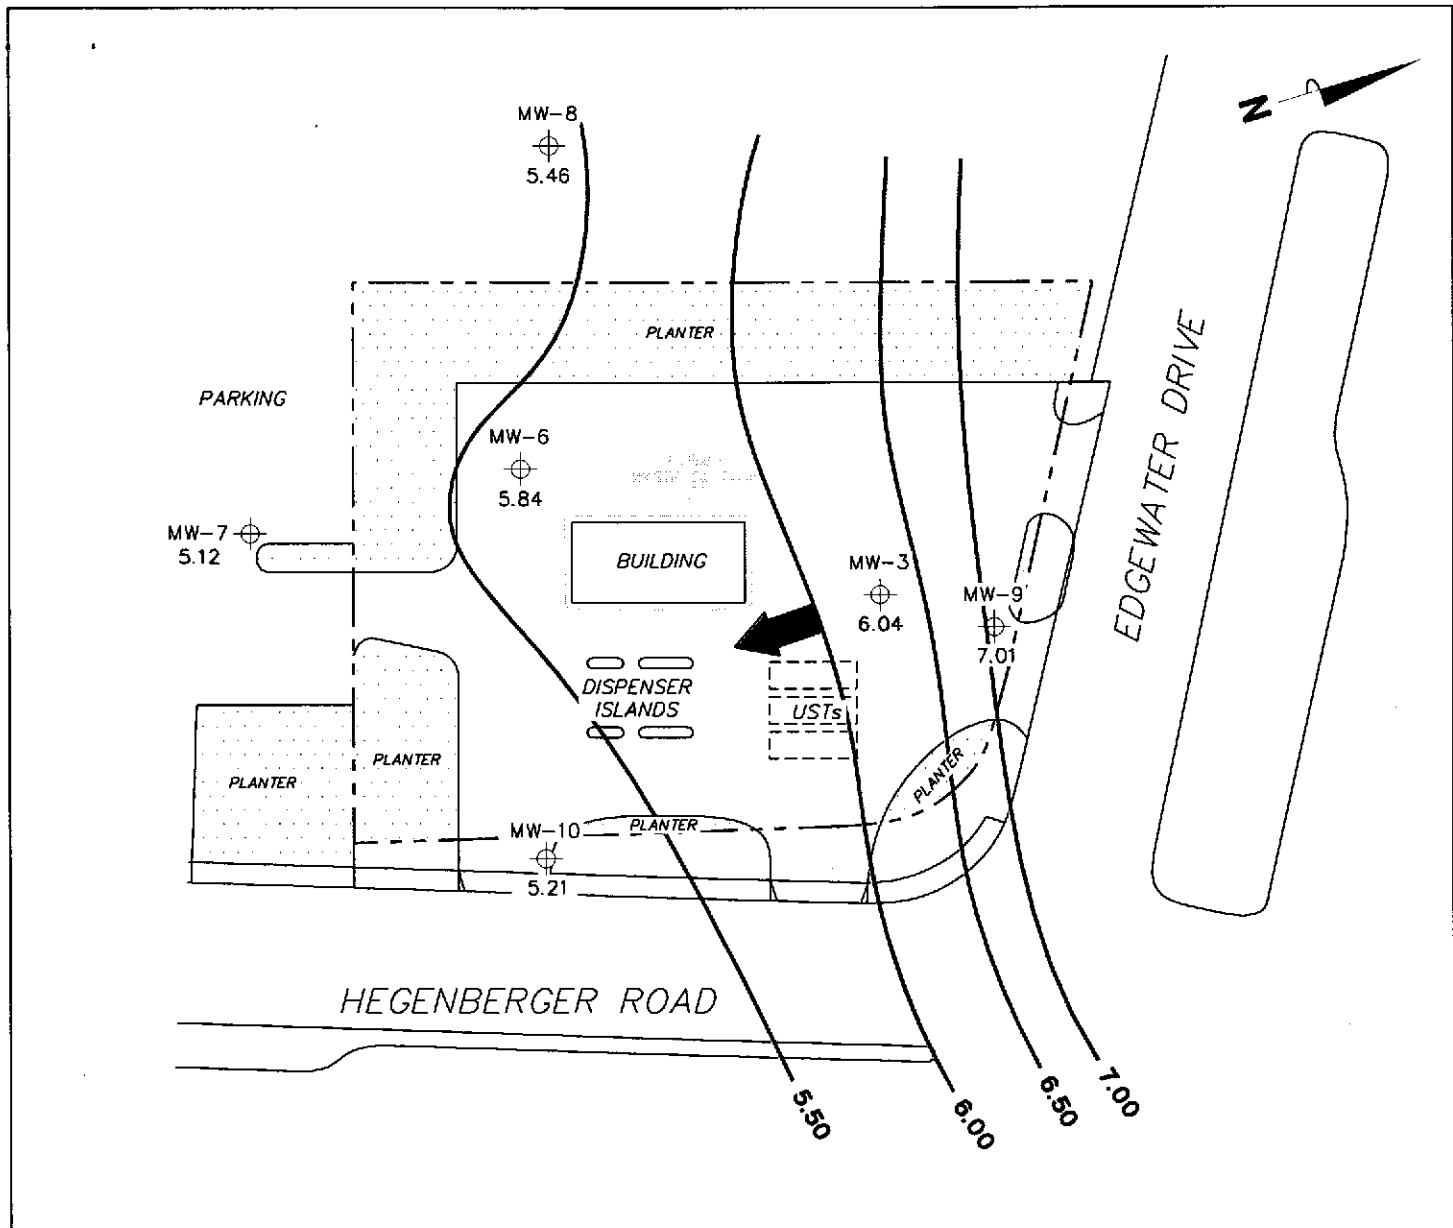 MW-8
5.46
N
PLANTER
EDGEWATER DRIVE
PARKING
MW-6
5.84
MW-7
5.12
BUILDING
MW-3
6.04
MW-9
7.01
DISPENSER
ISLANDS
USTs
PLANTER
PLANTER
PLANTER
PLANTER
MW-10
5.21
HEGENBERGER ROAD
5.50
6.00
6.50
7.00